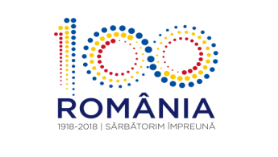 100
ROMÂNIA
1918-2018 | SĂRBĂTORIM ÎMPREUNĂ